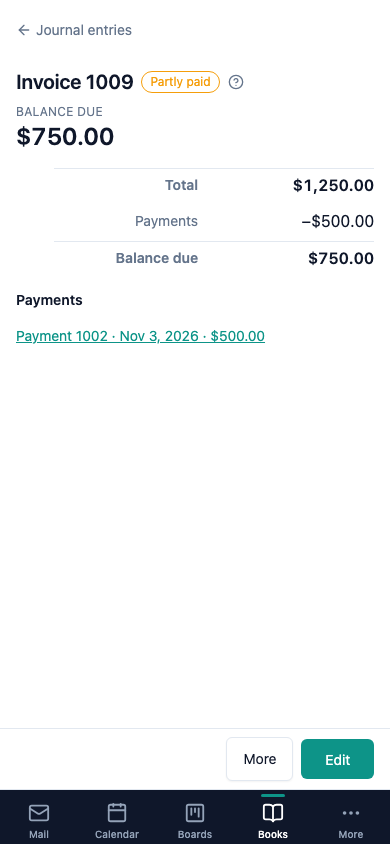 Journal entries
Invoice 1009 Partly paid
BALANCE DUE
$750.00
Total $1,250.00
Payments –$500.00
Balance due $750.00
Payments
Payment 1002 · Nov 3, 2026 · $500.00
More Edit
Mail Calendar Boards Books More